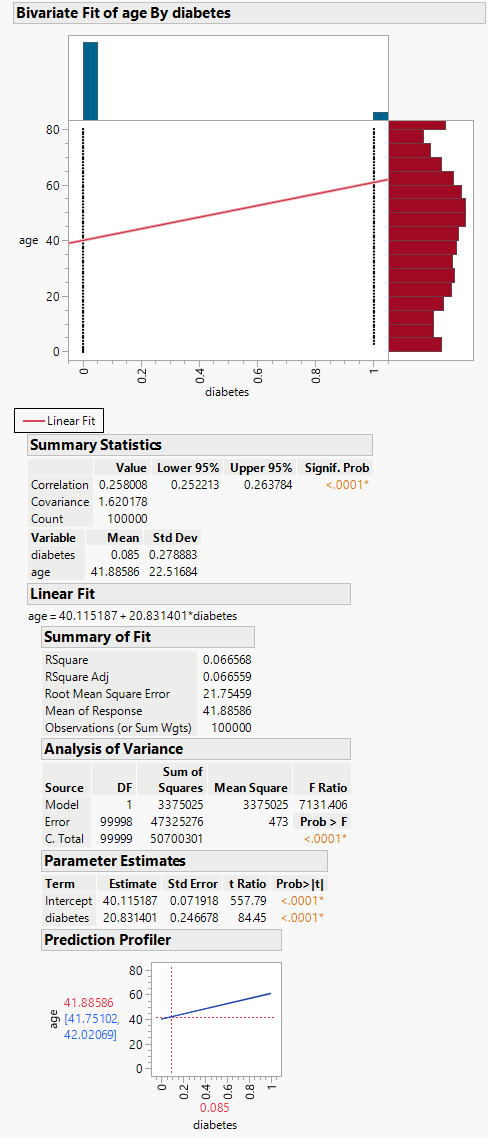 Bivariate Fit of age By diabetes
80
60
age 40
20
0
0 0.2 0.4 0.6 0.8 1
diabetes
Linear Fit
Summary Statistics
Value Lower 95% Upper 95% Signif. Prob
Correlation 0.258008 0.252213 0.263784 <.0001*
Covariance 1.620178
Count 100000
Variable Mean Std Dev
diabetes 0.085 0.278883
age 41.88586 22.51684
Linear Fit
age = 40.115187 + 20.831401*diabetes
Summary of Fit
RSquare 0.066568
RSquare Adj 0.066559
Root Mean Square Error 21.75459
Mean of Response 41.88586
Observations (or Sum Wgts) 100000
Analysis of Variance
Sum of
Source DF Squares Mean Square F Ratio
Model 1 3375025 3375025 7131.406
Error 99998 47325276 473 Prob > F
C. Total 99999 50700301 <.0001*
Parameter Estimates
Term Estimate Std Error t Ratio Prob>|t|
Intercept 40.115187 0.071918 557.79 <.0001*
diabetes 20.831401 0.246678 84.45 <.0001*
Prediction Profiler
80
60
40
20
0
age
41.88586
[41.75102,
42.02069]
0 0.2 0.4 0.6 0.8 1
0.085
diabetes